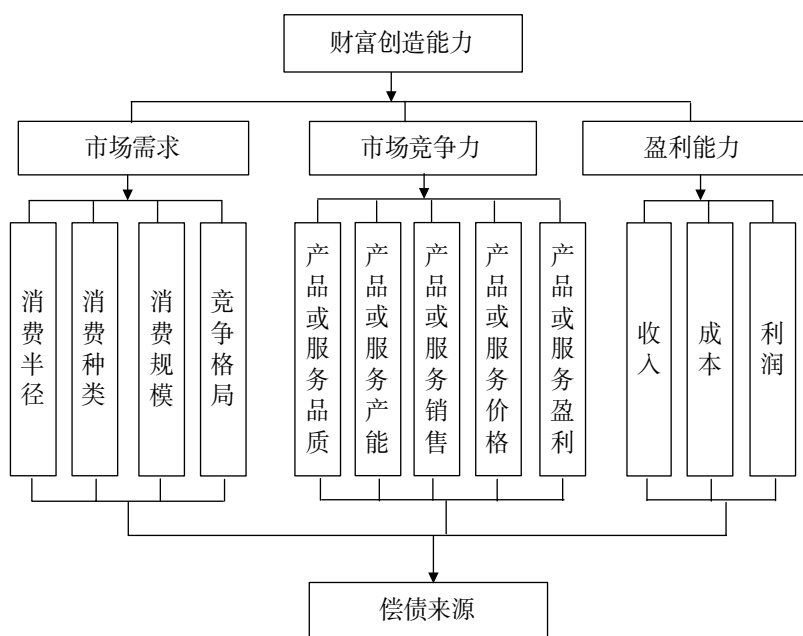 财富创造能力
市场需求
市场竞争力
盈利能力
消费半径
消费种类
消费规模
竞争格局
产品或服务品质
产品或服务产能
产品或服务销售
产品或服务价格
产品或服务盈利
收入
成本
利润
偿债来源